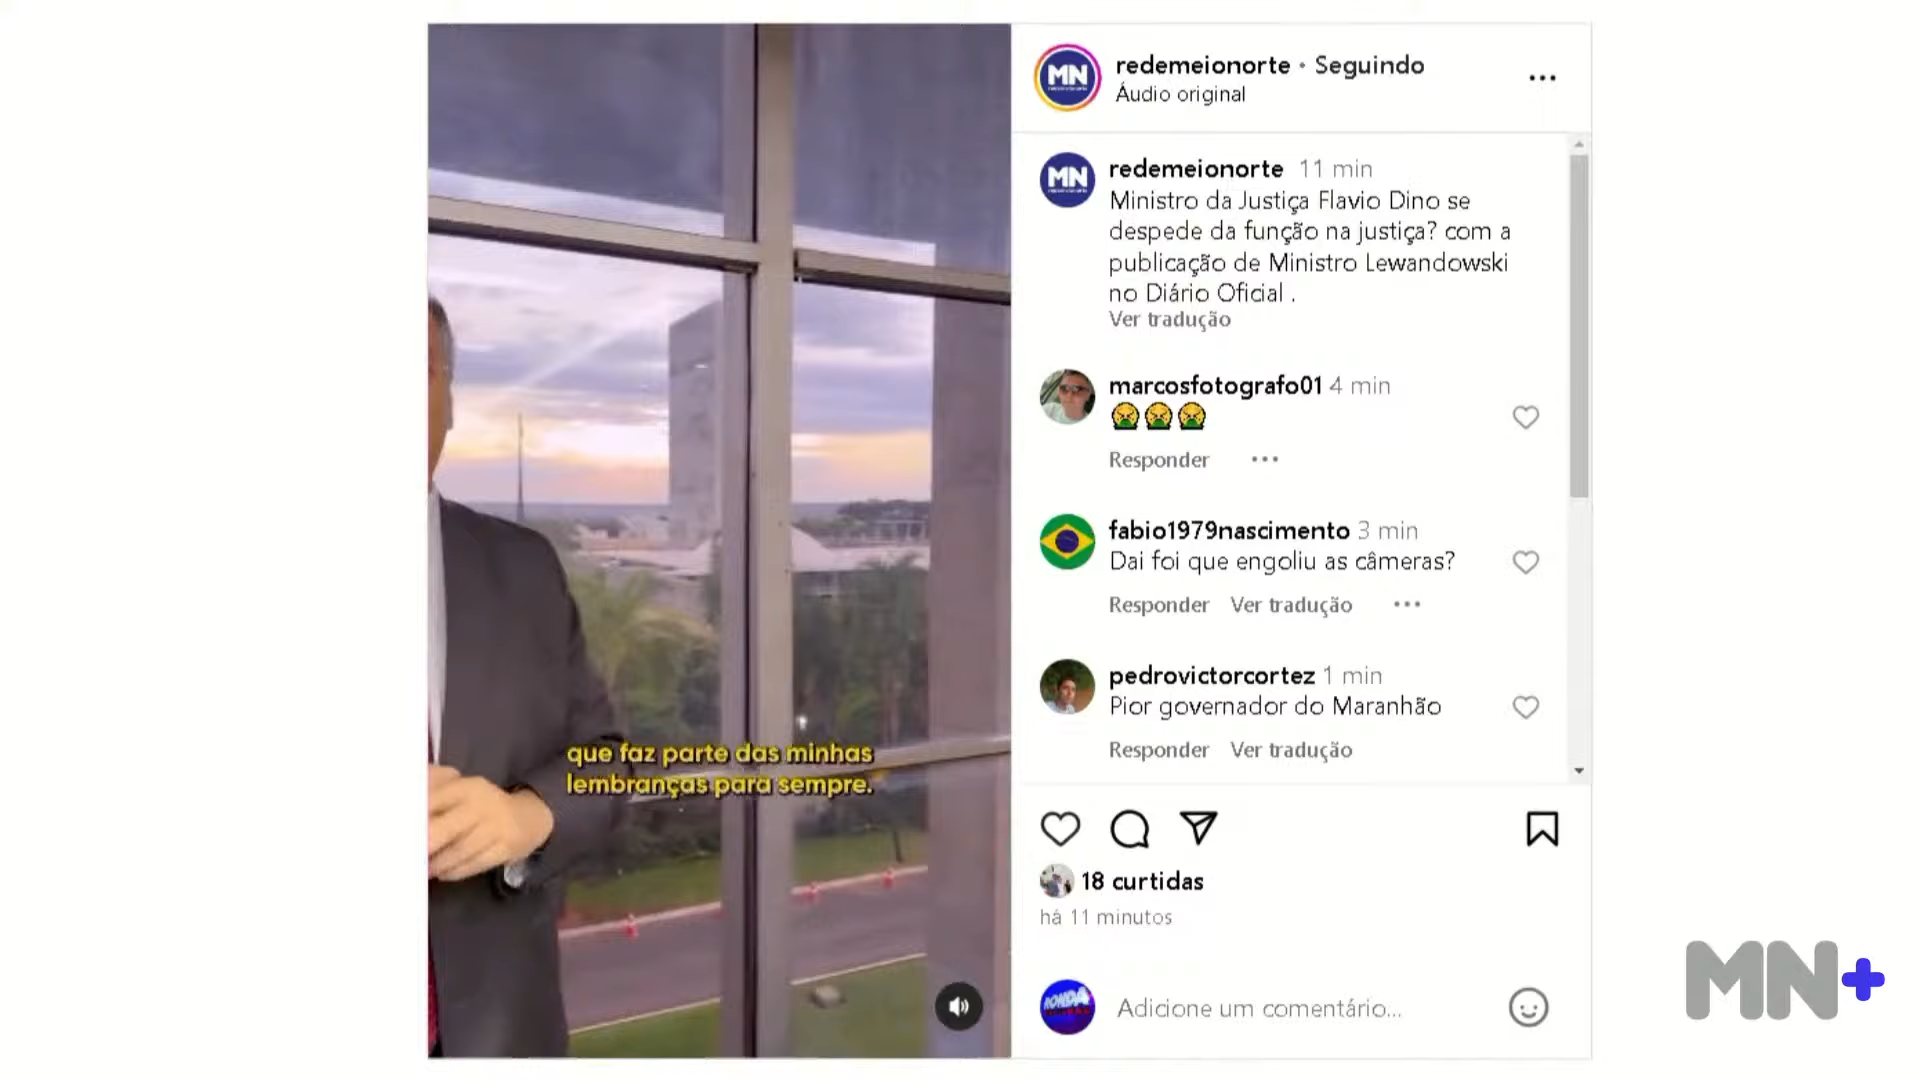 que faz parte das minhas
lembranças para sempre.
MN
redemeionorte • Seguindo
Áudio original
MN
redemeionorte 11 min
Ministro da Justiça Flavio Dino se
despede da função na justiça? com a
publicação de Ministro Lewandowski
no Diário Oficial .
Ver tradução
marcosfotografo01 4 min
🤮🤮🤮
Responder
fabio1979nascimento 3 min
Dai foi que engoliu as câmeras?
Responder Ver tradução
pedrovictorcortez 1 min
Pior governador do Maranhão
Responder Ver tradução
18 curtidas
há 11 minutos
RONDA
Adicione um comentário...
MN+